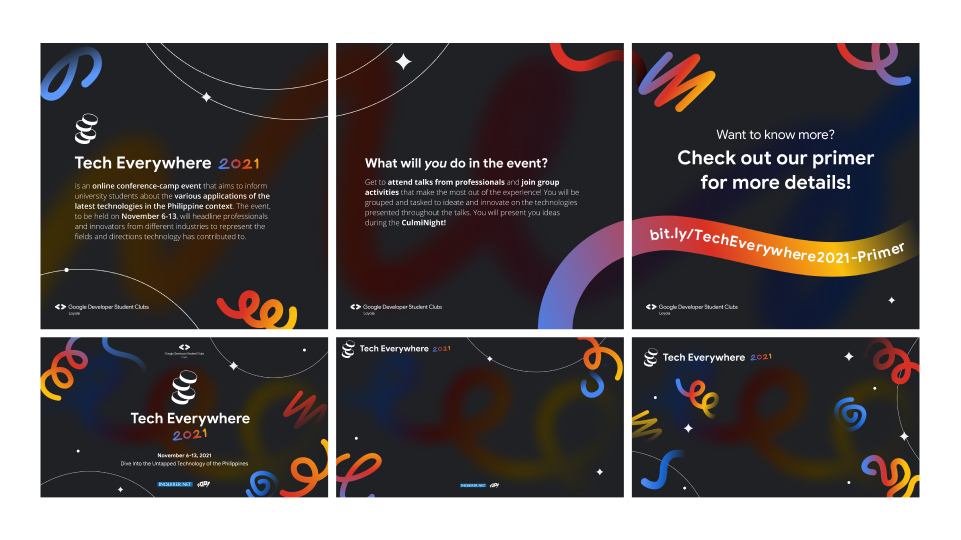 Tech Everywhere 2021
is an online conference-camp event that aims to inform
university students about the various applications of the
latest technologies in the Philippine context. The event,
to be held on November 6-13, will headline professionals
and innovators from different industries to represent the
fields and directions technology has contributed to.
Google Developer Student Clubs
Loyola
What will you do in the event?
Get to attend talks from professionals and join group
activities that make the most out of the experience! You will be
grouped and tasked to ideate and innovate on the technologies
presented throughout the talks. You will present you ideas
during the CulmiNight!
Google Developer Student Clubs
Loyola
Want to know more?
Check out our primer
for more details!
bit.ly/TechEverywhere2021-Primer
Google Developer Student Clubs
Loyola
Google Developer Student Clubs
Tech Everywhere
2021
November 6-13, 2021
Dive Into the Untapped Technology of the Philippines
INQUIRER.NET POP!
Tech Everywhere 2021
INQUIRER.NET POP!
Tech Everywhere 2021